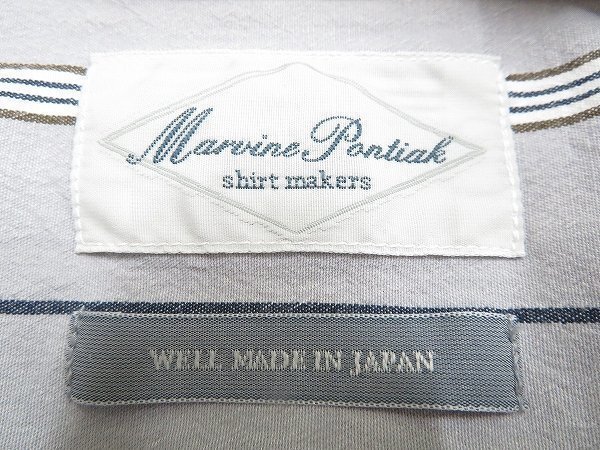 Marvine Pontiak
shirt makers
WELL MADE IN JAPAN